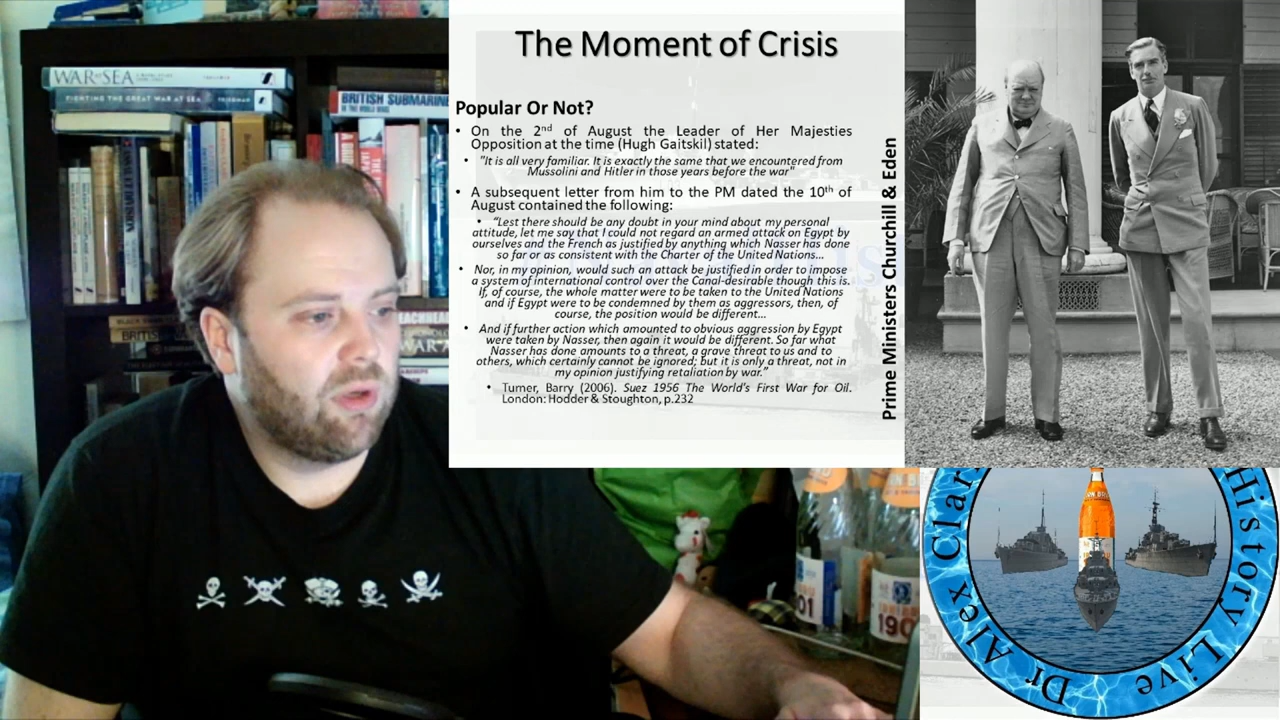 The Moment of Crisis
Popular Or Not?
• On the 2nd of August the Leader of Her Majesties
Opposition at the time (Hugh Gaitskil) stated:
• "It is all very familiar. It is exactly the same that we encountered from
Mussolini and Hitler in those years before the war"
• A subsequent letter from him to the PM dated the 10th of
August contained the following:
• "Lest there should be any doubt in your mind about my personal
attitude, let me say that I could not regard an armed attack on Egypt by
ourselves and the French as justified by anything which Nasser has done
so far or as consistent with the Charter of the United Nations...
• Nor, in my opinion, would such an attack be justified in order to impose
a system of international control over the Canal-desirable though this is.
If, of course, the whole matter were to be taken to the United Nations
and if Egypt were to be condemned by them as aggressors, then, of
course, the position would be different...
• And if further action which amounted to obvious aggression by Egypt
were taken by Nasser, then again it would be different. So far what
Nasser has done amounts to a threat, a grave threat to us and to
others, which certainly cannot be ignored; but it is only a threat, not in
my opinion justifying retaliation by war."
• Turner, Barry (2006). Suez 1956 The World's First War for Oil.
London: Hodder & Stoughton, p.232
Prime Ministers Churchill & Eden
WAR SEA
FIGHTING THE GREAT WAR AT SEA FRIEDMAN
BRITISH SUBMARINE
BRITISH
WAR
1901
190
Dr Alex Clar
History Live